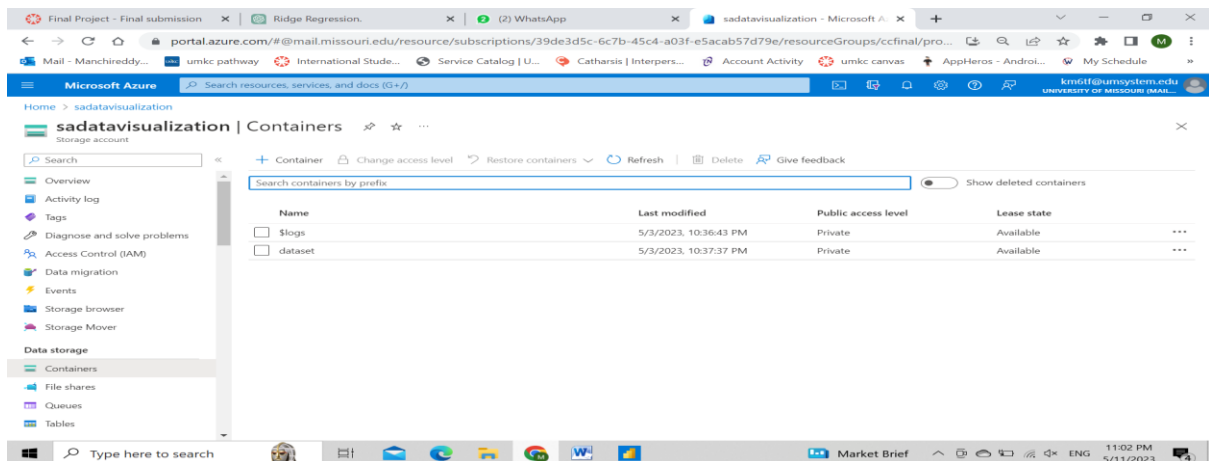 Final Project - Final submission
Ridge Regression.
(2) WhatsApp
sadatavisualization - Microsoft A
portal.azure.com/#@mail.missouri.edu/resource/subscriptions/39de3d5c-6c7b-45c4-a03f-e5acab57d79e/resourceGroups/ccfinal/pro...
M
Mail - Manchireddy...
umkc pathway
International Stude...
Service Catalog | U...
Catharsis | Interpers...
Account Activity
umkc canvas
AppHeros - Androi...
My Schedule
»
Microsoft Azure
Search resources, services, and docs (G+/)
km6tf@umsystem.edu
UNIVERSITY OF MISSOURI (MAIL...
Home > sadatavisualization
sadatavisualization | Containers
...
Storage account
Search
«
+ Container
Change access level
Restore containers
Refresh
Delete
Give feedback
Search containers by prefix
Show deleted containers
Name Last modified Public access level Lease state
$logs 5/3/2023, 10:36:43 PM Private Available ...
dataset 5/3/2023, 10:37:37 PM Private Available ...
Overview
Activity log
Tags
Diagnose and solve problems
Access Control (IAM)
Data migration
Events
Storage browser
Storage Mover
Data storage
Containers
File shares
Queues
Tables
Type here to search
Market Brief
ENG
11:02 PM
5/11/2023
4